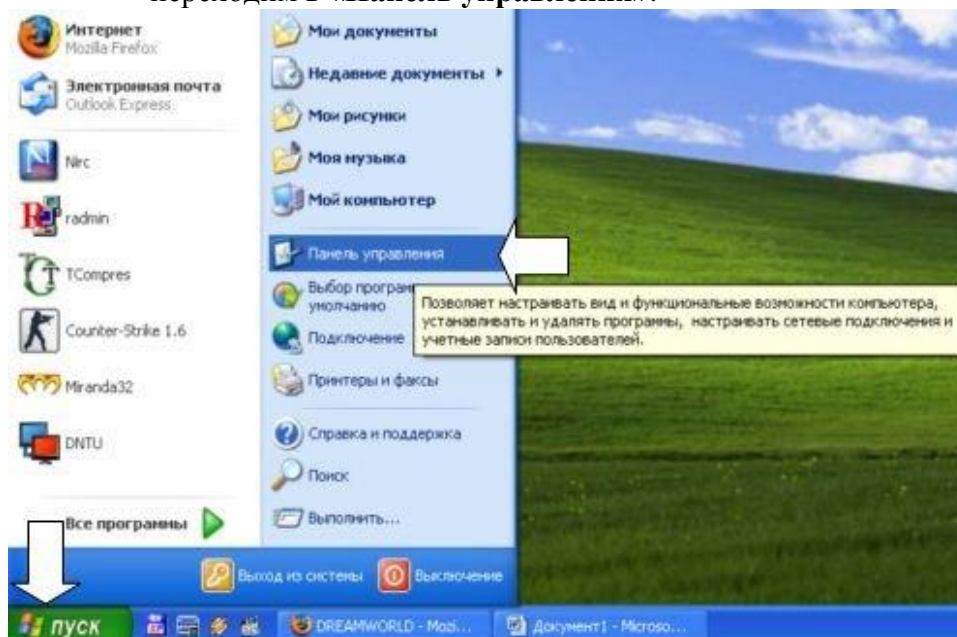 переходим в «Панель управления».
Интернет
Mozilla Firefox
Электронная почта
Outlook Express
Nirc
radmin
TCompres
Counter-Strike 1.6
Miranda32
DNTU
Все программы
Мои документы
Недавние документы
Мои рисунки
Моя музыка
Мой компьютер
Панель управления
Выбор програм
умолчанию
Подключение
Принтеры и факсы
Справка и поддержка
Поиск
Выполнить...
Позволяет настраивать вид и функциональные возможности компьютера,
устанавливать и удалять программы, настраивать сетевые подключения и
учетные записи пользователей.
Выход из системы
Выключение
пуск
DREAMWORLD - Mozi...
Документ1 - Microso...